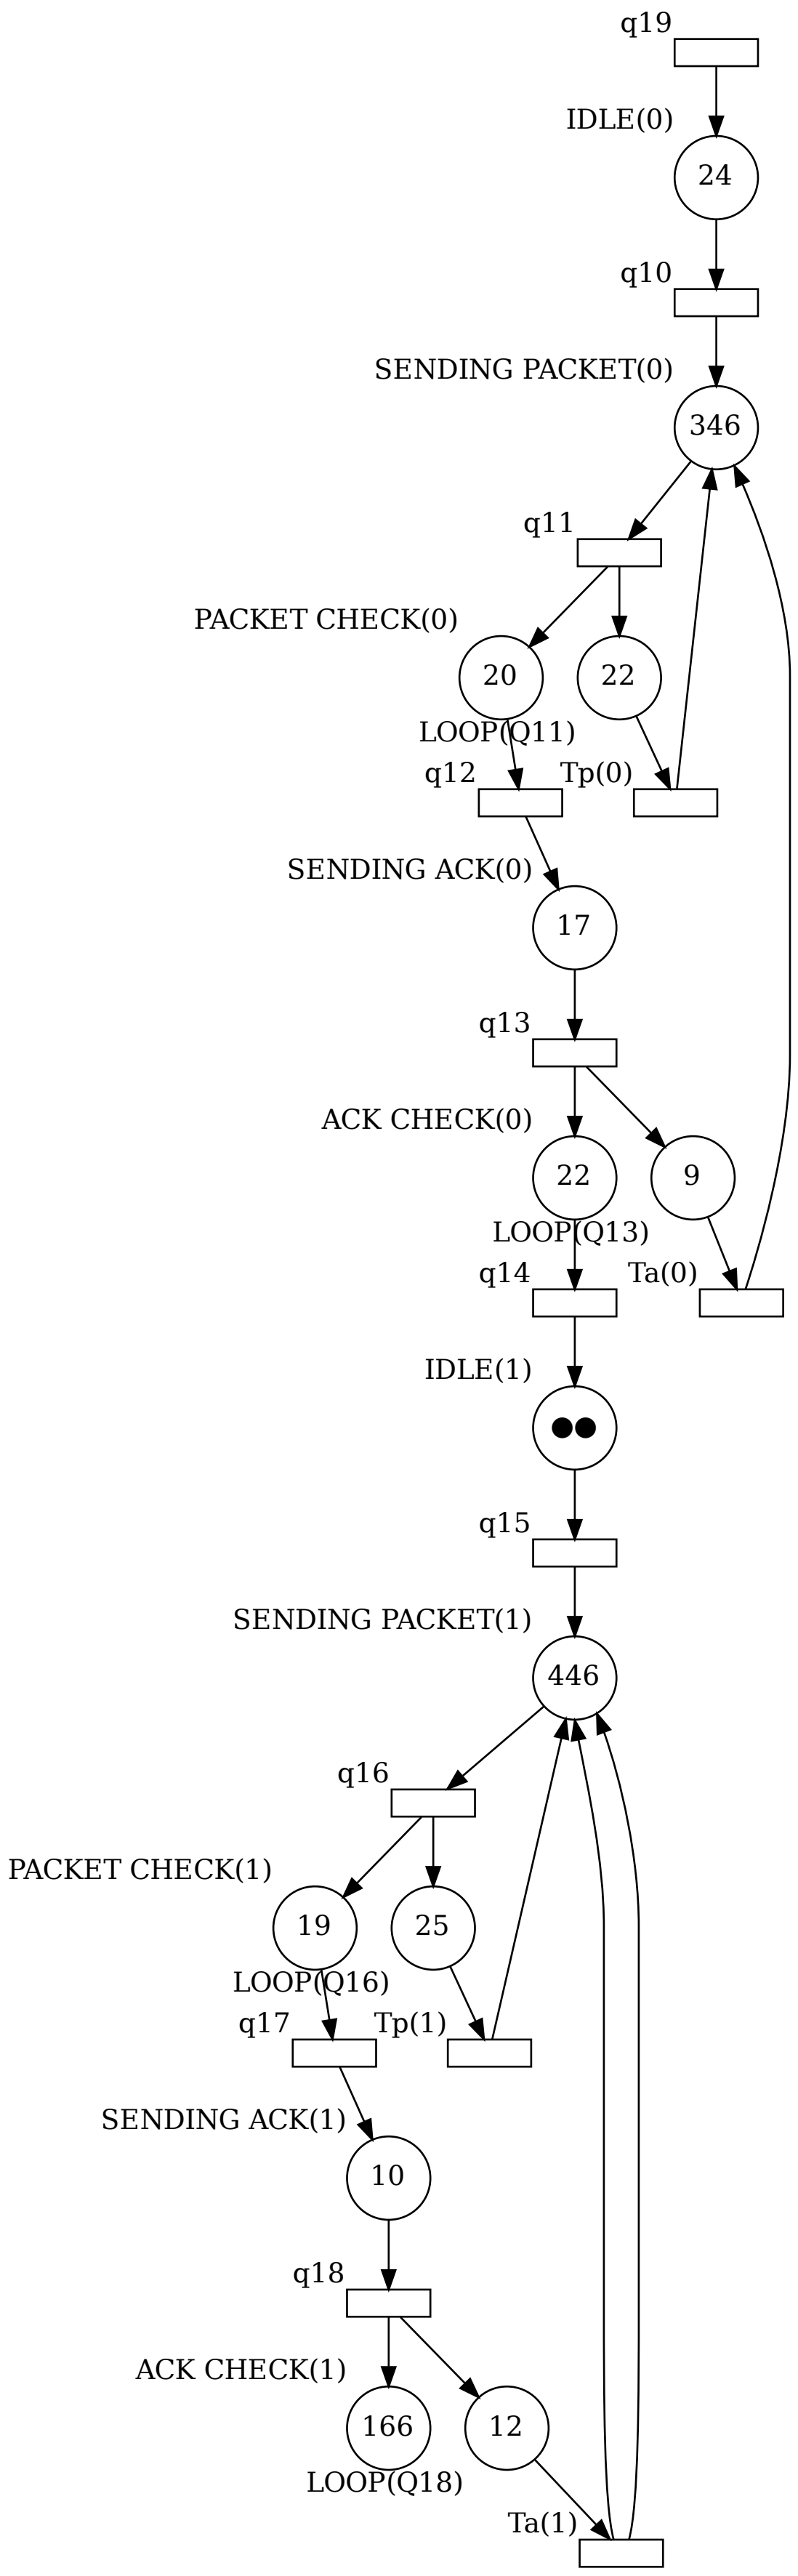 q19
IDLE(0)
24
q10
SENDING PACKET(0)
346
q11
PACKET CHECK(0)
20
22
LOOP(Q11)
q12
Tp(0)
SENDING ACK(0)
17
q13
ACK CHECK(0)
22
9
LOOP(Q13)
q14
Ta(0)
IDLE(1)
q15
SENDING PACKET(1)
446
q16
PACKET CHECK(1)
19
25
LOOP(Q16)
q17
Tp(1)
SENDING ACK(1)
10
q18
ACK CHECK(1)
166
12
LOOP(Q18)
Ta(1)